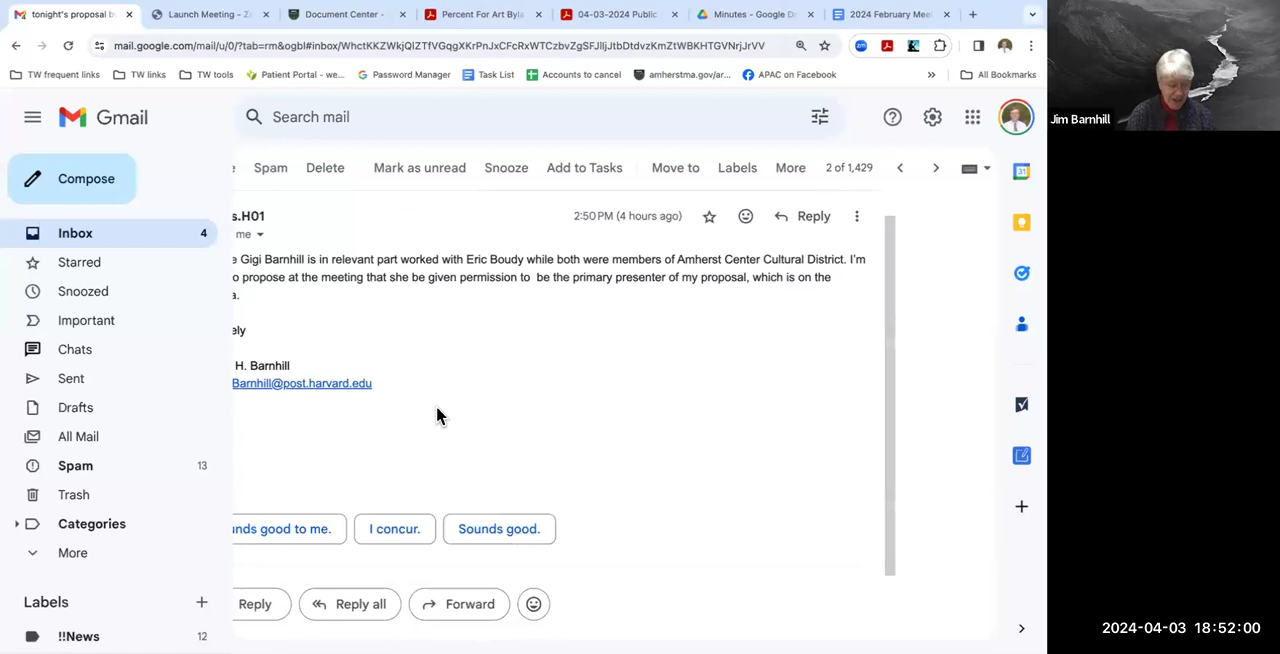 tonight's proposal b
Launch Meeting - Z
Document Center -
Percent For Art Byla
04-03-2024 Public
Minutes - Google Dr
2024 February Mee
mail.google.com/mail/u/0/?tab=rm&ogbl#inbox/WhctKKZWkjQlZTfVGqgXKrPnJxCFcRxWTCzbvZgSFJlljJtbDtdvzKmZtWBKHTGVNrjJrVV
TW frequent links
TW links
TW tools
Patient Portal - we...
Password Manager
Task List
Accounts to cancel
amherstma.gov/ar...
APAC on Facebook
All Bookmarks
Gmail
Search mail
Compose
Spam
Delete
Mark as unread
Snooze
Add to Tasks
Move to
Labels
More
2 of 1,429
Inbox 4
Starred
Snoozed
Important
Chats
Sent
Drafts
All Mail
Spam 13
Trash
Categories
More
Labels
!!News 12
s.H01
2:50 PM (4 hours ago)
Reply
me
e Gigi Barnhill is in relevant part worked with Eric Boudy while both were members of Amherst Center Cultural District. I'm
o propose at the meeting that she be given permission to be the primary presenter of my proposal, which is on the
a.
ely
H. Barnhill
Barnhill@post.harvard.edu
unds good to me.
I concur.
Sounds good.
Reply
Reply all
Forward
Jim Barnhill
2024-04-03 18:52:00